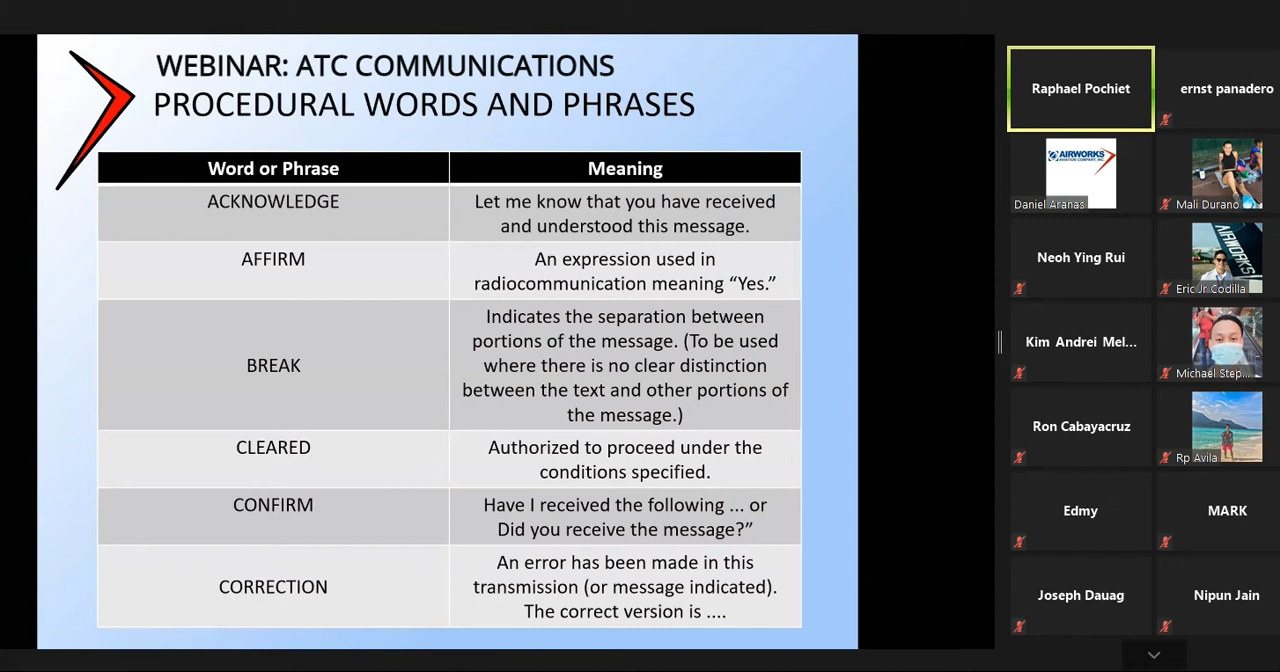 WEBINAR: ATC COMMUNICATIONS
PROCEDURAL WORDS AND PHRASES
Word or Phrase
Meaning
ACKNOWLEDGE
Let me know that you have received
and understood this message.
AFFIRM
An expression used in
radiocommunication meaning “Yes.”
BREAK
Indicates the separation between
portions of the message. (To be used
where there is no clear distinction
between the text and other portions of
the message.)
CLEARED
Authorized to proceed under the
conditions specified.
CONFIRM
Have I received the following ... or
Did you receive the message?”
CORRECTION
An error has been made in this
transmission (or message indicated).
The correct version is ....
Raphael Pochiet
ernst panadero
AIRWORKS
AVIATION COMPANY, INC
Daniel Aranas
Mali Durano
Neoh Ying Rui
AIRWORKS
Eric Jr Codilla
Kim Andrei Mel...
Michael Step...
Ron Cabayacruz
Rp Avila
Edmy
MARK
Joseph Dauag
Nipun Jain